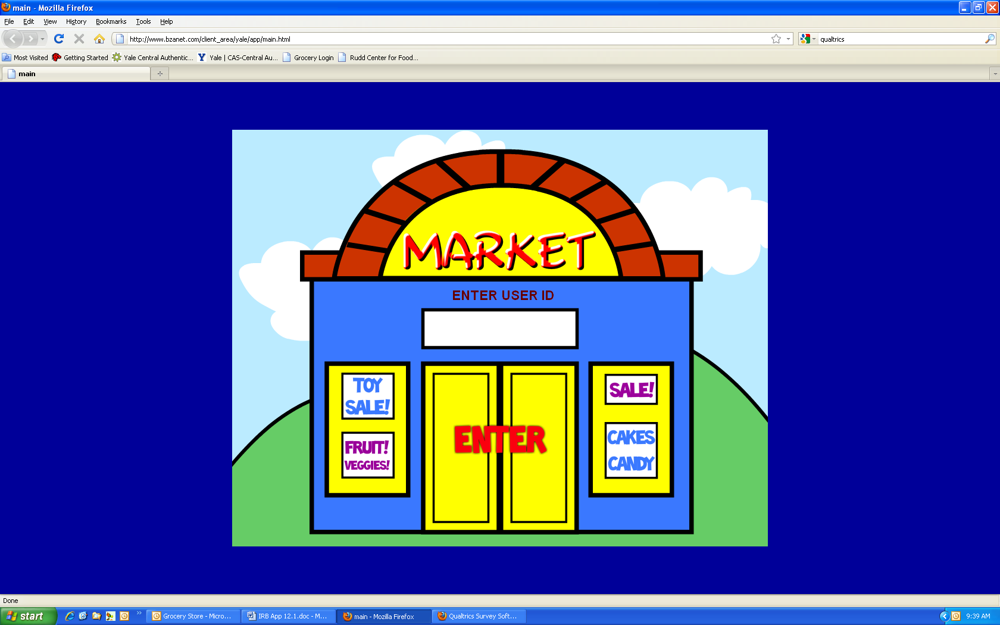 main - Mozilla Firefox
File Edit View History Bookmarks Tools Help
http://www.bzanet.com/client_area/yale/app/main.html
qualtrics
Most Visited Getting Started Yale Central Authentic... Y Yale | CAS-Central Au... Grocery Login Rudd Center for Food...
main
MARKET
ENTER USER ID
TOY
SALE!
FRUIT!
VEGGIES!
ENTER
SALE!
CAKES
CANDY
Done
start Grocery Store - Micro... IRB App 12.1.doc - M... main - Mozilla Firefox Qualtrics Survey Soft... 9:39 AM